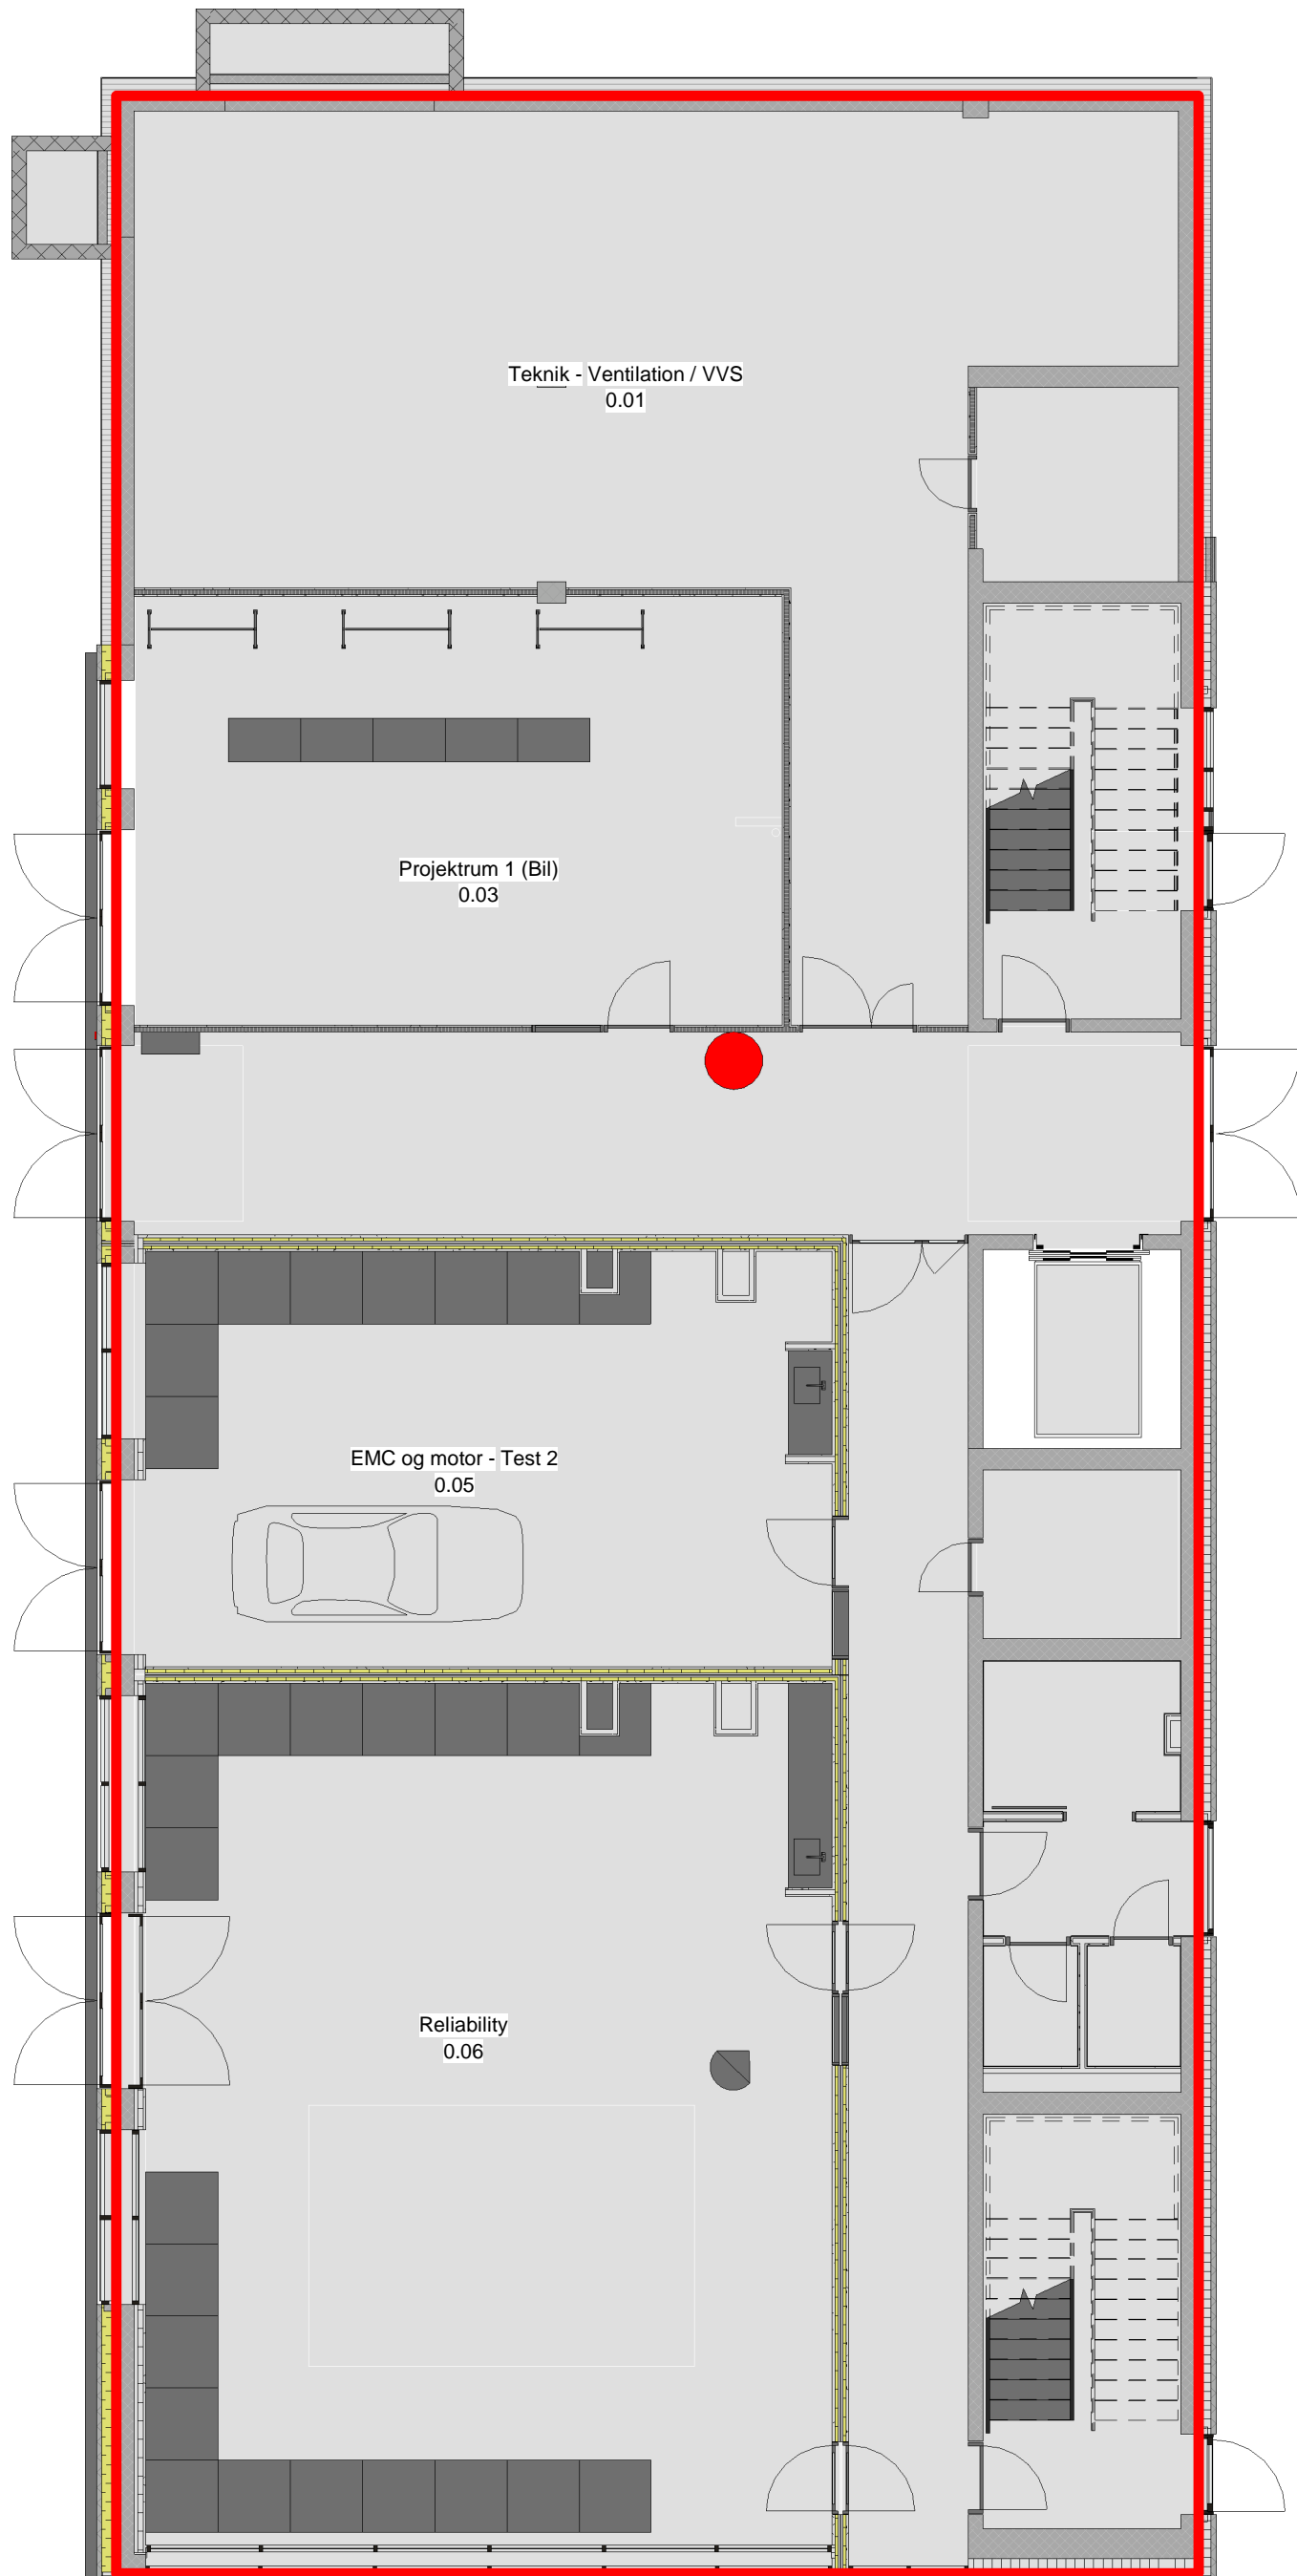 Teknik - Ventilation / VVS
0.01
Projektrum 1 (Bil)
0.03
EMC og motor - Test 2
0.05
Reliability
0.06